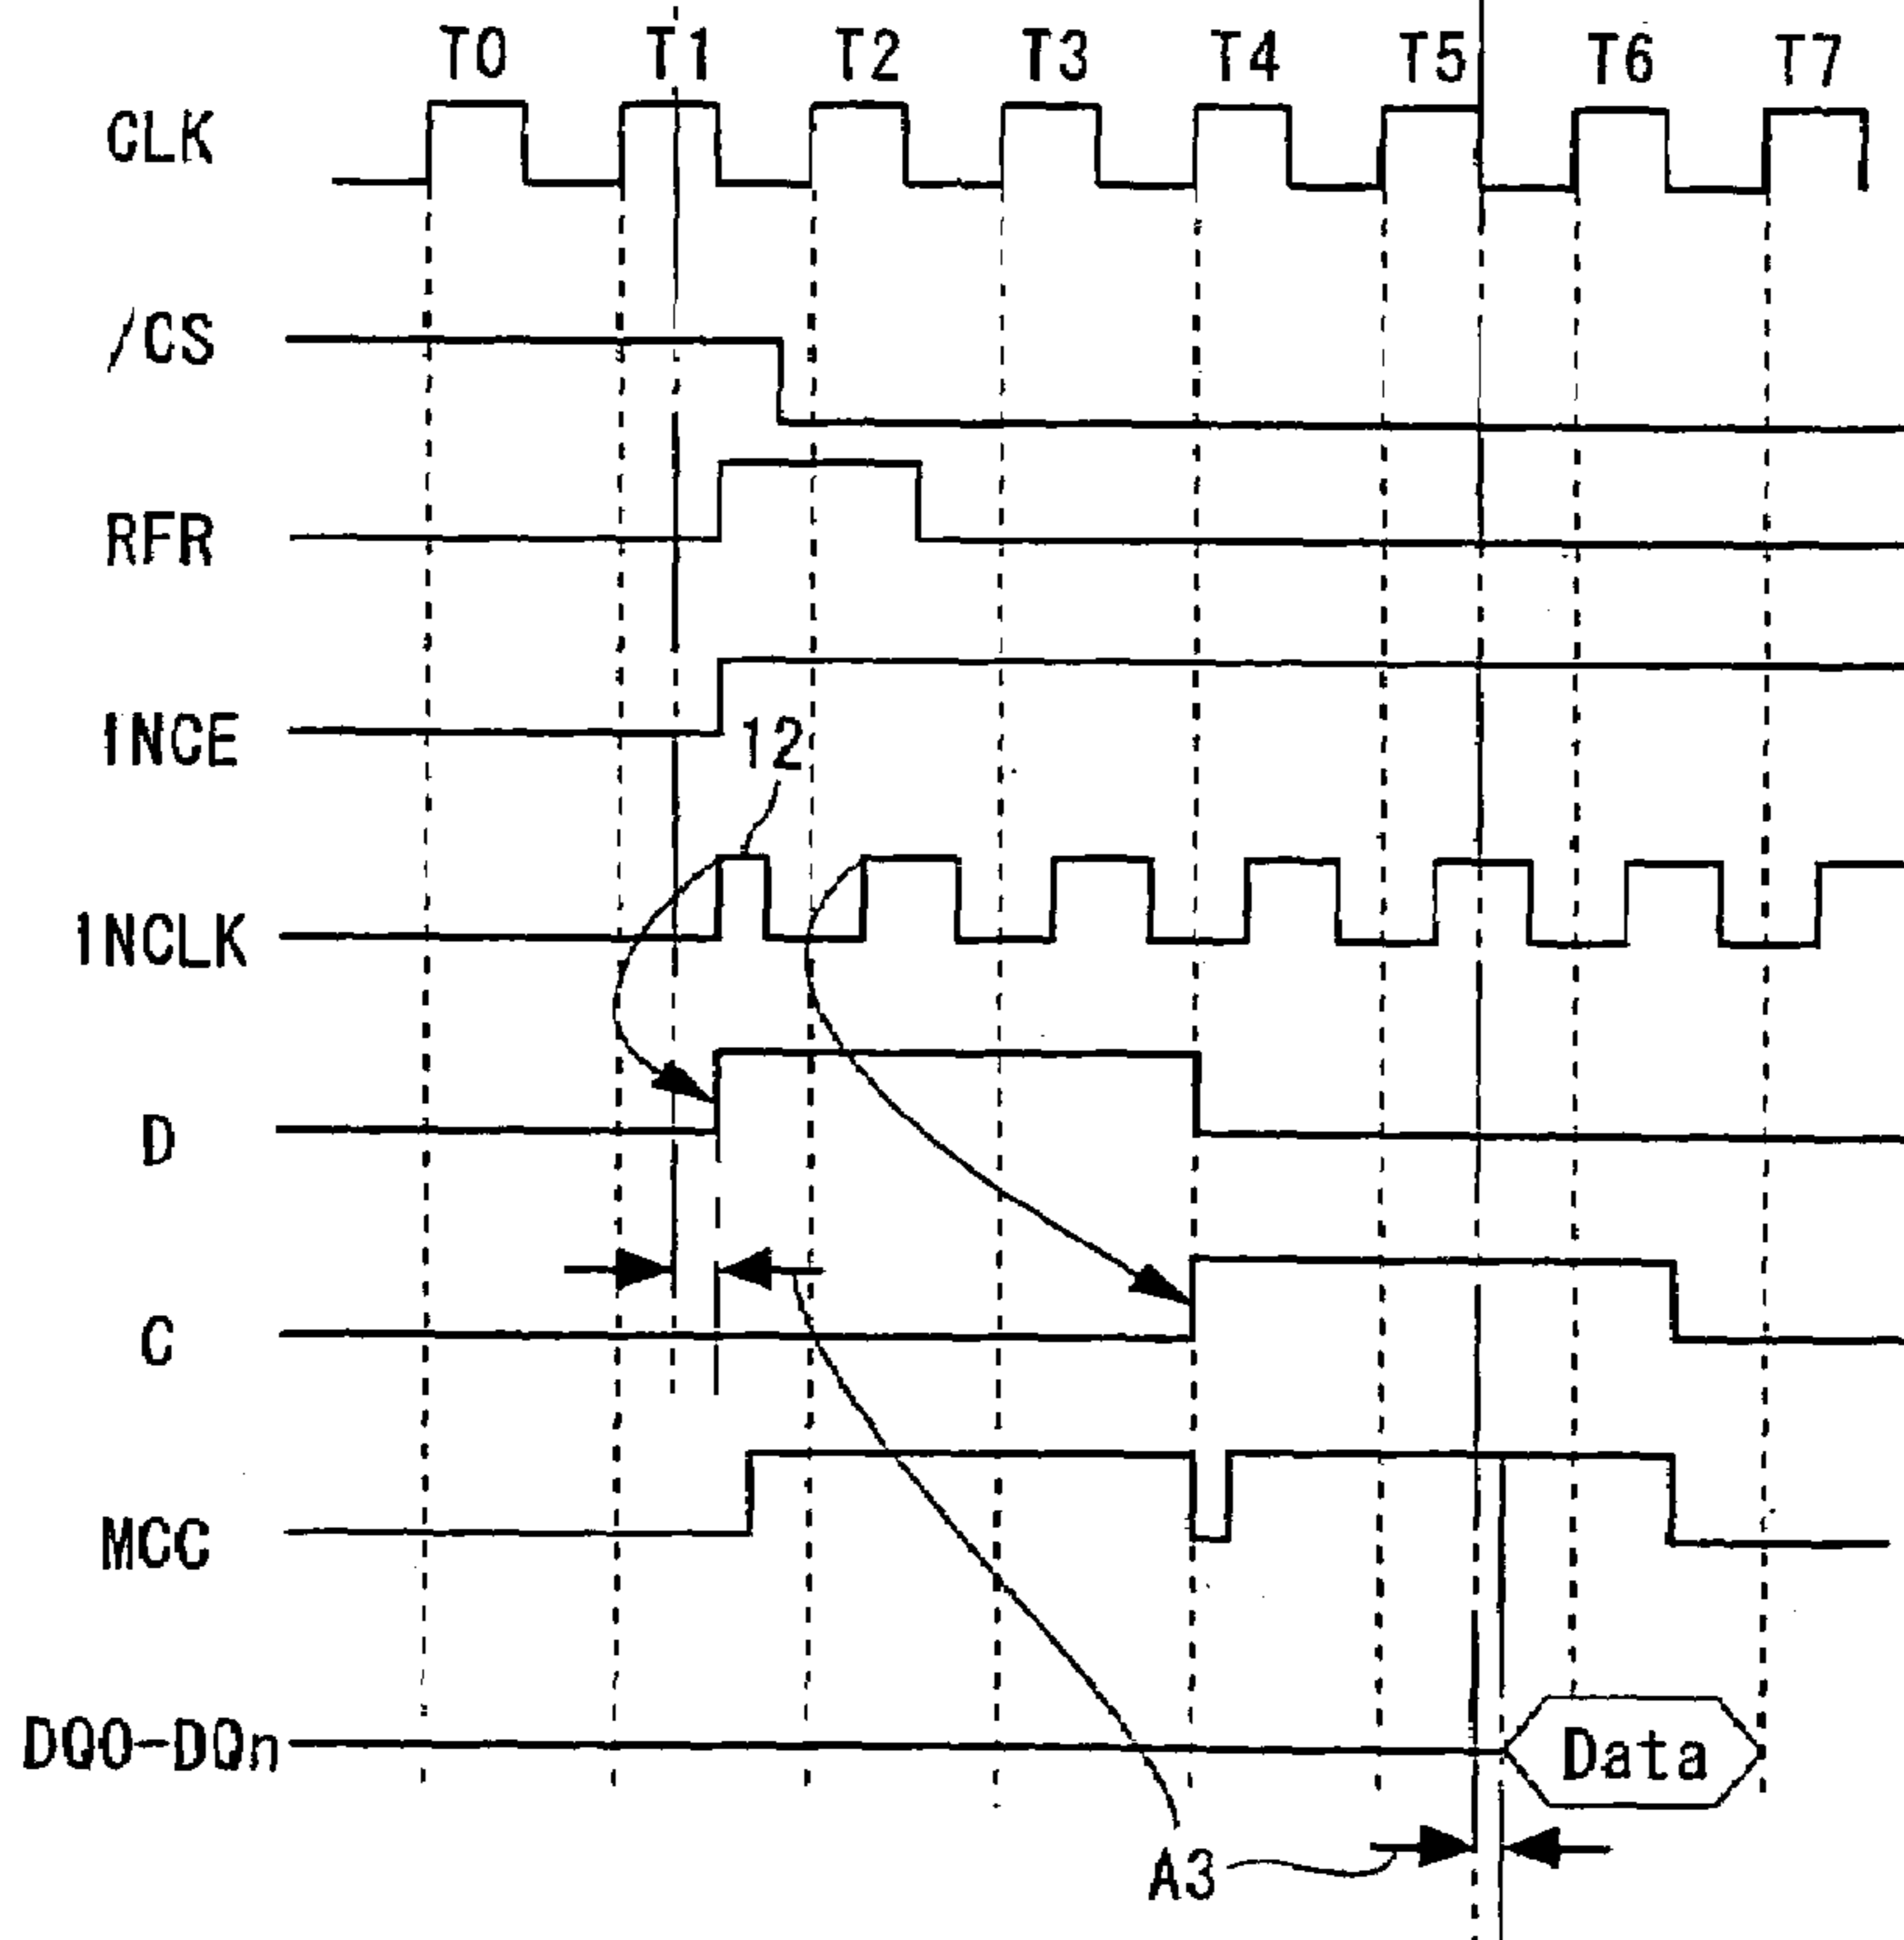 T0 T1 T2 T3 T4 T5 T6 T7
CLK
/CS
RFR
INCE
12
INCLK
D
C
MCC
DQ0-DQn
Data
A3